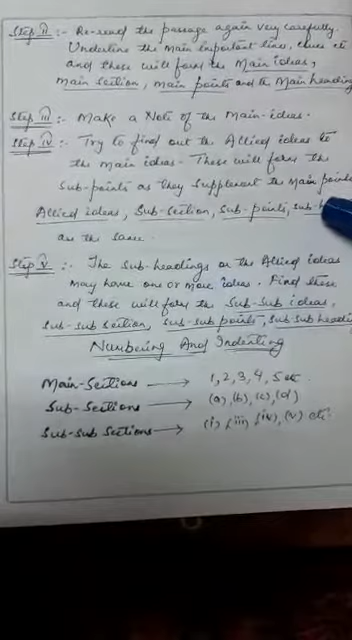 Step ii :- Re-read the passage again very carefully.
Underline the main important lines, clues etc
and these will form the Main ideas,
main section, main points and the Main heading
Step iii :- Make a Note of the main-ideas.
Step iv :- Try to find out the Allied ideas to
the main ideas - These will form the
sub-points as they supplement the main points
Allied ideas, Sub-section, sub-points, sub-
are the same.
Step v :- The sub-headings or the Allied ideas
may have one or more ideas. Find these
and these will form the Sub-sub ideas,
sub-sub section, sub-sub points, sub sub heading
Numbering And Indenting
Main-Sections → 1, 2, 3, 4, 5 etc.
Sub-Sections → (a), (b), (c), (d)
Sub-Sub Sections → (i), (iii), (iv), (v) etc.